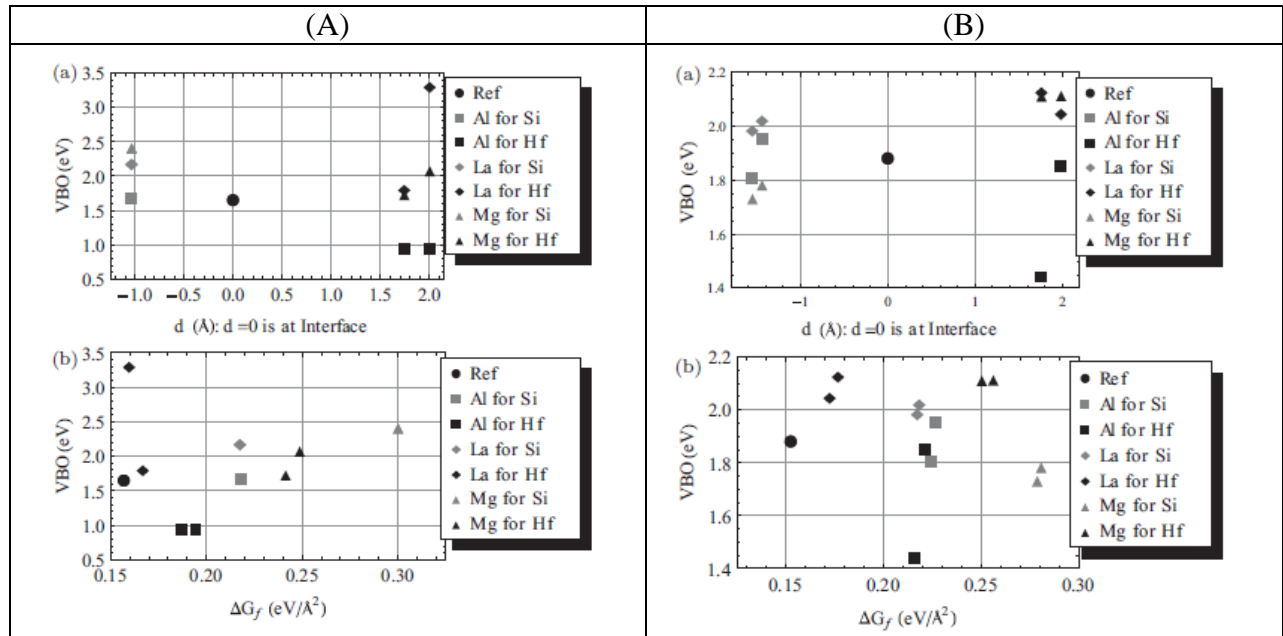 (A)
(a)
3.5
3.0
2.5
2.0
1.5
1.0
0.5
VBO (eV)
−1.0 −0.5 0.0 0.5 1.0 1.5 2.0
d (Å): d =0 is at Interface
Ref
Al for Si
Al for Hf
La for Si
La for Hf
Mg for Si
Mg for Hf
(b)
3.5
3.0
2.5
2.0
1.5
1.0
0.5
VBO (eV)
0.15 0.20 0.25 0.30
ΔG_f (eV/Å²)
Ref
Al for Si
Al for Hf
La for Si
La for Hf
Mg for Si
Mg for Hf
(B)
(a)
2.2
2.0
1.8
1.6
1.4
VBO (eV)
−1 0 1 2
d (Å): d =0 is at Interface
Ref
Al for Si
Al for Hf
La for Si
La for Hf
Mg for Si
Mg for Hf
(b)
2.2
2.0
1.8
1.6
1.4
VBO (eV)
0.15 0.20 0.25 0.30
ΔG_f (eV/Å²)
Ref
Al for Si
Al for Hf
La for Si
La for Hf
Mg for Si
Mg for Hf